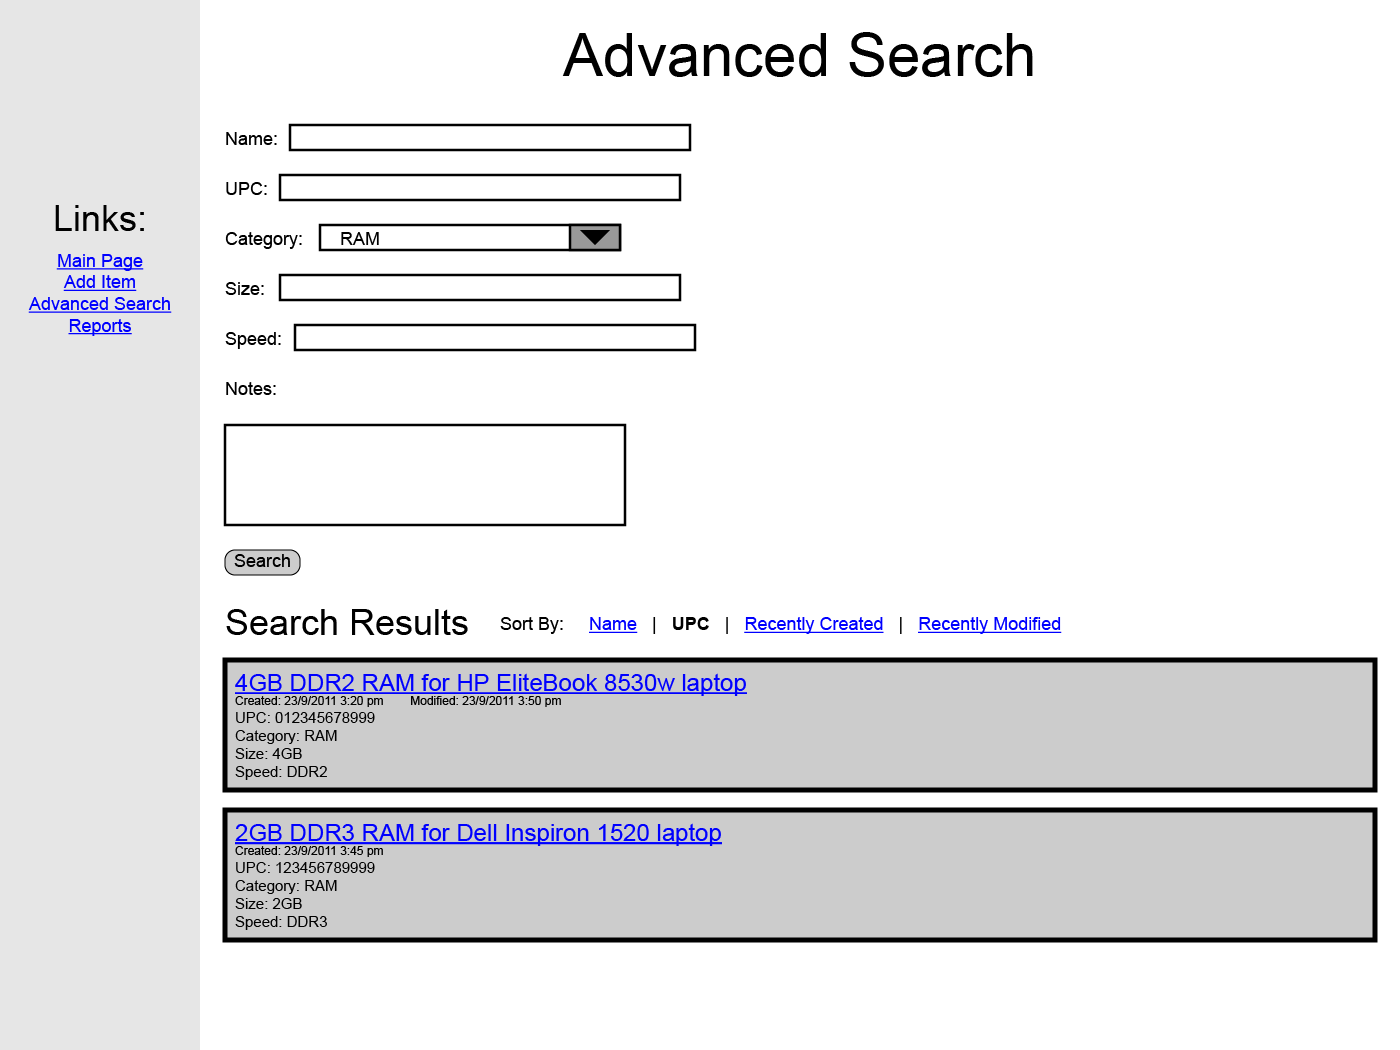 Advanced Search
Links:
Main Page
Add Item
Advanced Search
Reports
Name:
UPC:
Category: RAM
Size:
Speed:
Notes:
Search
Search Results Sort By: Name | UPC | Recently Created | Recently Modified
4GB DDR2 RAM for HP EliteBook 8530w laptop
Created: 23/9/2011 3:20 pm Modified: 23/9/2011 3:50 pm
UPC: 012345678999
Category: RAM
Size: 4GB
Speed: DDR2
2GB DDR3 RAM for Dell Inspiron 1520 laptop
Created: 23/9/2011 3:45 pm
UPC: 123456789999
Category: RAM
Size: 2GB
Speed: DDR3